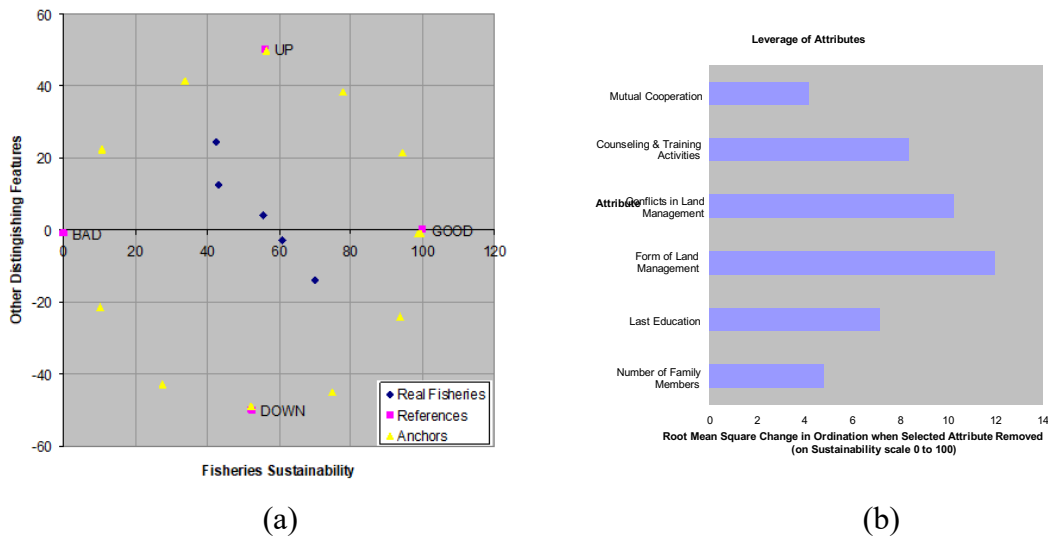 60
40
20
0
-20
-40
-60
0 20 40 60 80 100 120
Other Distingishing Features
UP
BAD
GOOD
DOWN
Real Fisheries
References
Anchors
Fisheries Sustainability
(a)
Leverage of Attributes
Mutual Cooperation
Counseling & Training
Activities
Attribute
Conflicts in Land
Management
Form of Land
Management
Last Education
Number of Family
Members
0 2 4 6 8 10 12 14
Root Mean Square Change in Ordination when Selected Attribute Removed
(on Sustainability scale 0 to 100)
(b)